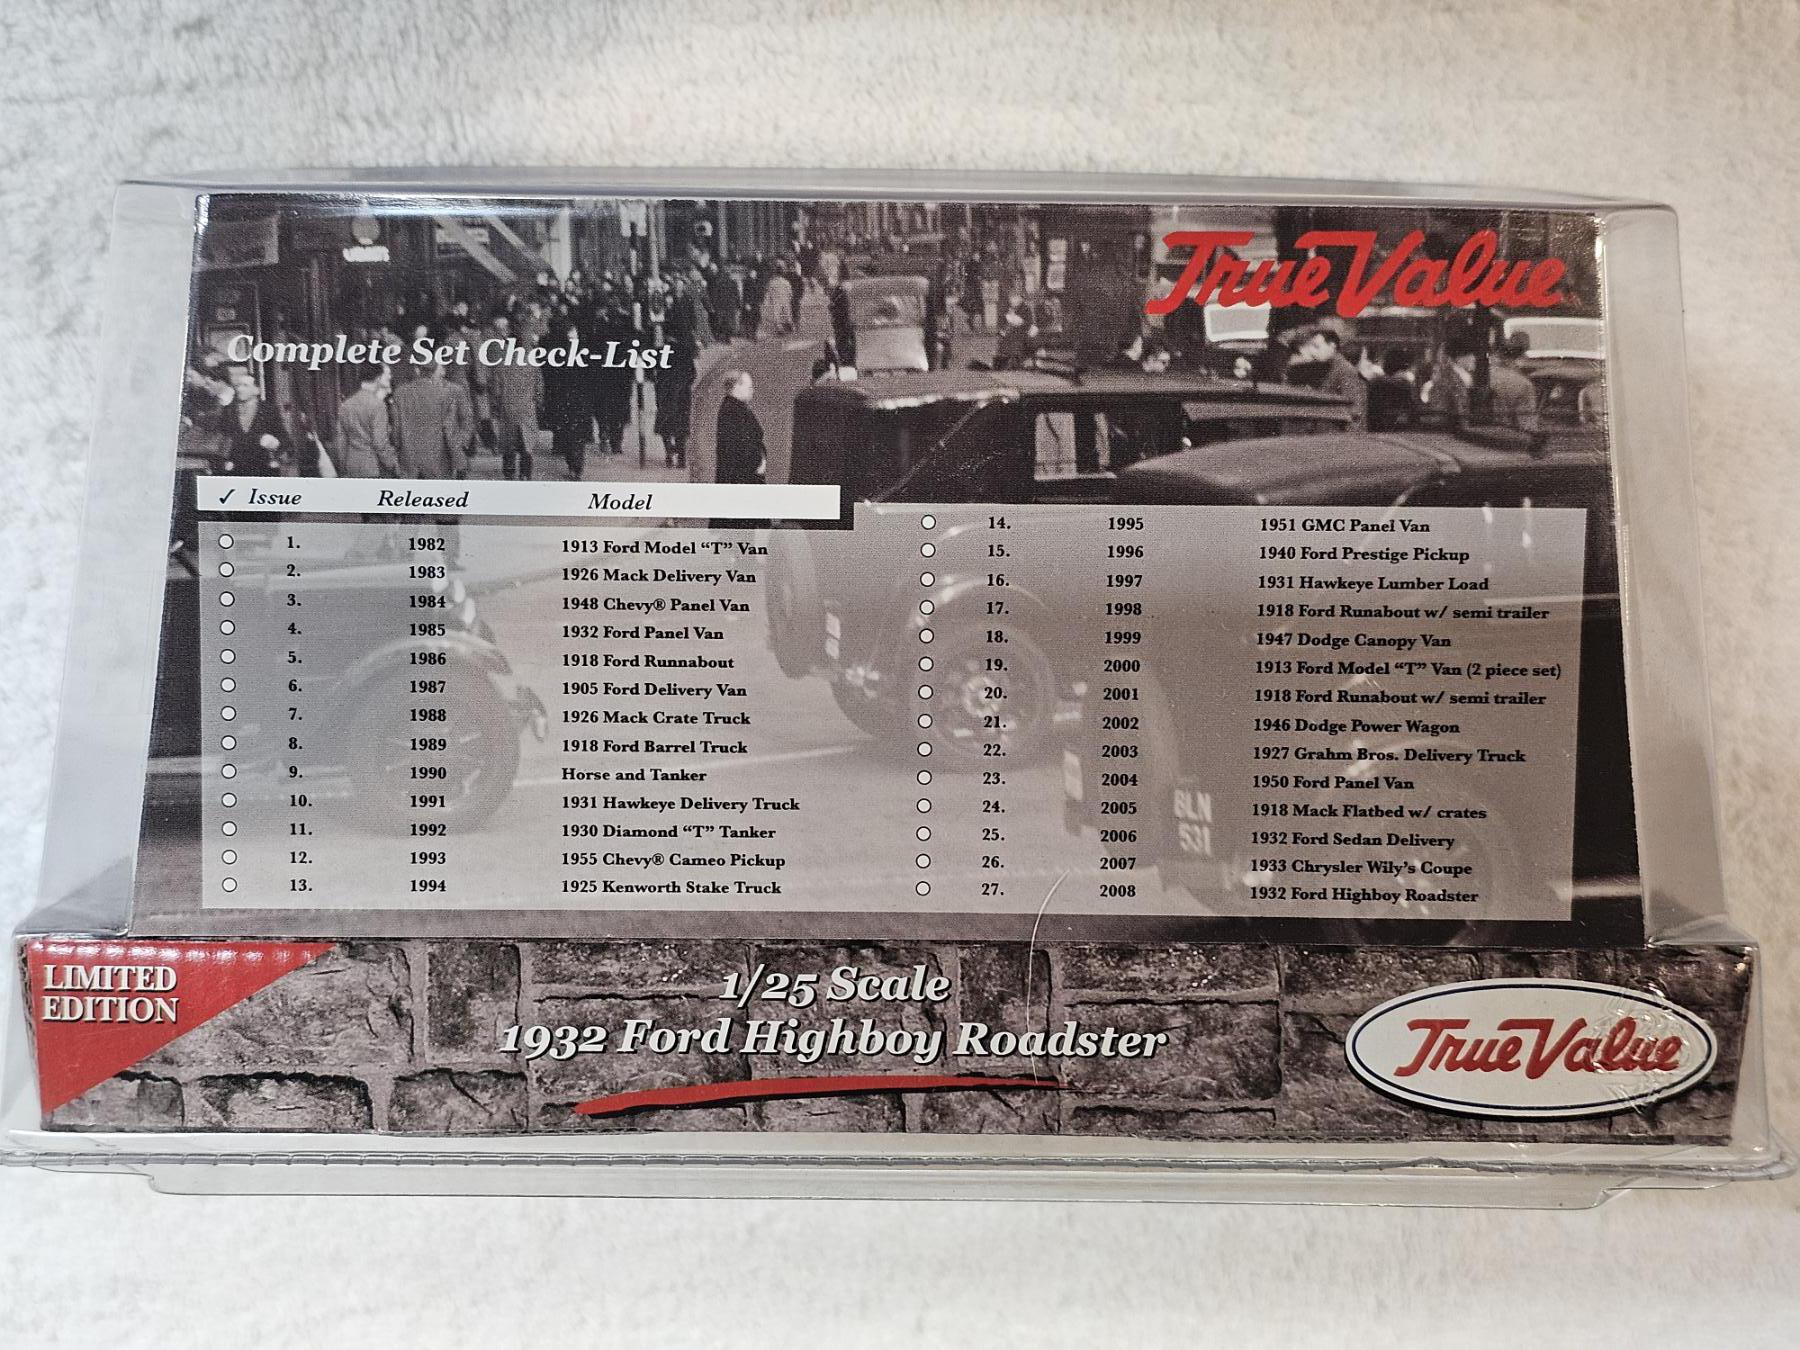 True Value
Complete Set Check-List
✓ Issue Released Model
1. 1982 1913 Ford Model “T” Van
2. 1983 1926 Mack Delivery Van
3. 1984 1948 Chevy® Panel Van
4. 1985 1932 Ford Panel Van
5. 1986 1918 Ford Runnabout
6. 1987 1905 Ford Delivery Van
7. 1988 1926 Mack Crate Truck
8. 1989 1918 Ford Barrel Truck
9. 1990 Horse and Tanker
10. 1991 1931 Hawkeye Delivery Truck
11. 1992 1930 Diamond “T” Tanker
12. 1993 1955 Chevy® Cameo Pickup
13. 1994 1925 Kenworth Stake Truck
14. 1995 1951 GMC Panel Van
15. 1996 1940 Ford Prestige Pickup
16. 1997 1931 Hawkeye Lumber Load
17. 1998 1918 Ford Runabout w/ semi trailer
18. 1999 1947 Dodge Canopy Van
19. 2000 1913 Ford Model “T” Van (2 piece set)
20. 2001 1918 Ford Runabout w/ semi trailer
21. 2002 1946 Dodge Power Wagon
22. 2003 1927 Grahm Bros. Delivery Truck
23. 2004 1950 Ford Panel Van
24. 2005 1918 Mack Flatbed w/ crates
25. 2006 1932 Ford Sedan Delivery
26. 2007 1933 Chrysler Wily's Coupe
27. 2008 1932 Ford Highboy Roadster
BLN
531
LIMITED
EDITION
1/25 Scale
1932 Ford Highboy Roadster
True Value